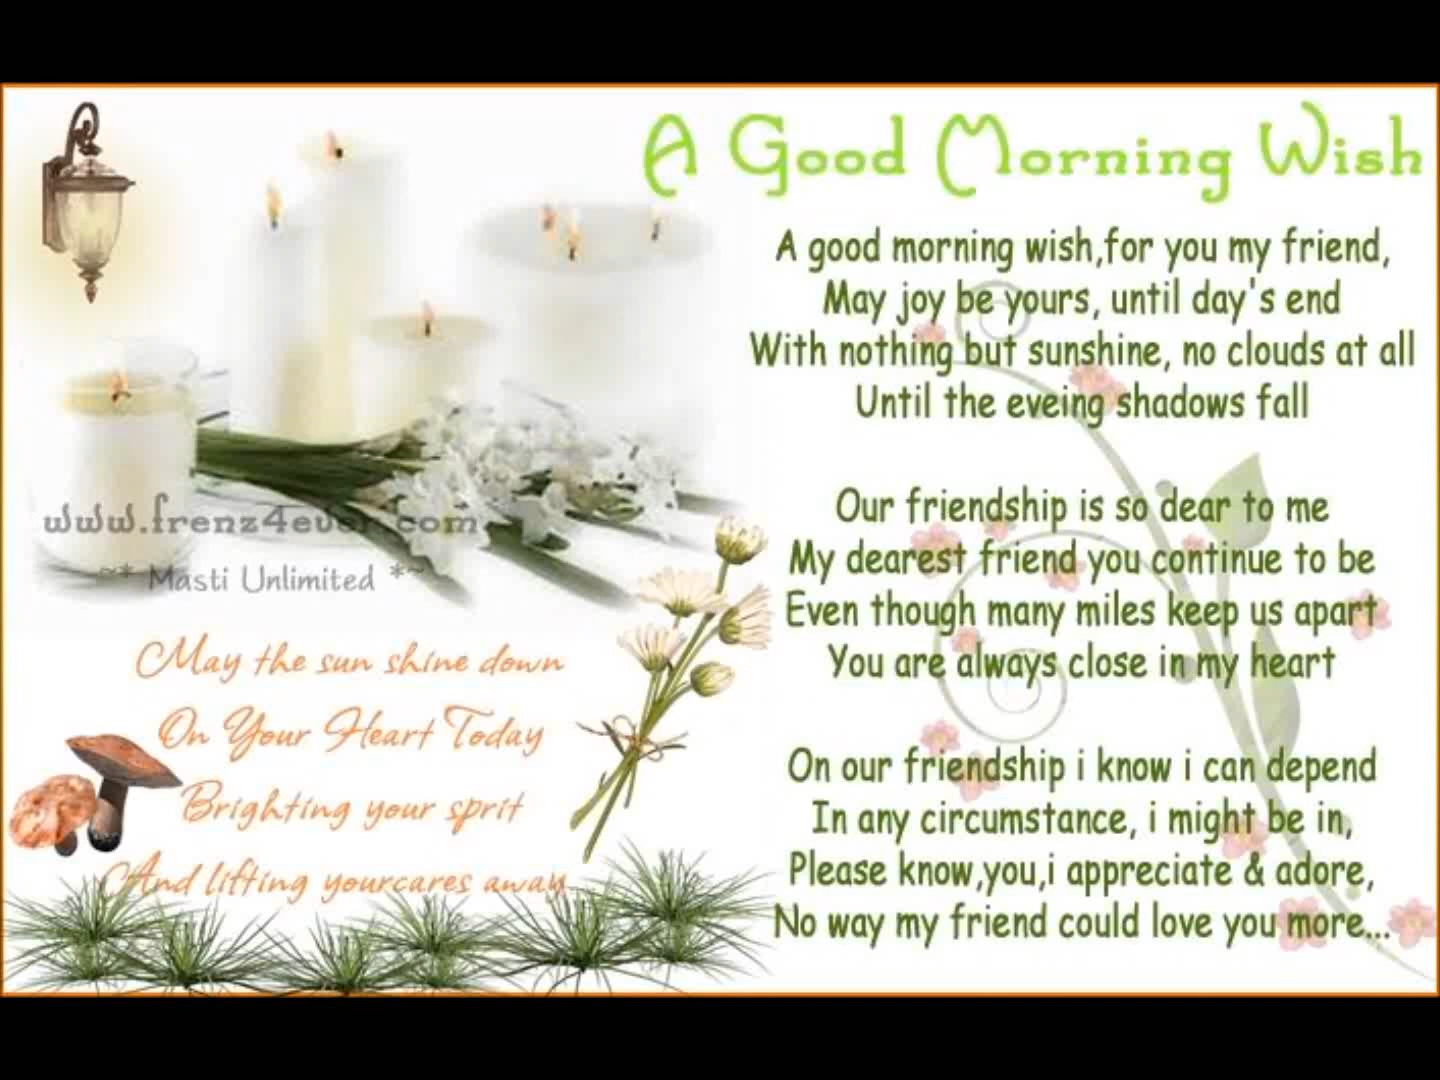 A Good Morning Wish
A good morning wish,for you my friend,
May joy be yours, until day's end
With nothing but sunshine, no clouds at all
Until the eveing shadows fall
Our friendship is so dear to me
My dearest friend you continue to be
Even though many miles keep us apart
You are always close in my heart
On our friendship i know i can depend
In any circumstance, i might be in,
Please know,you,i appreciate & adore,
No way my friend could love you more...
www.frenz4ever.com
~* Masti Unlimited *~
May the sun shine down
On Your Heart Today
Brighting your sprit
And lifting yourcares away